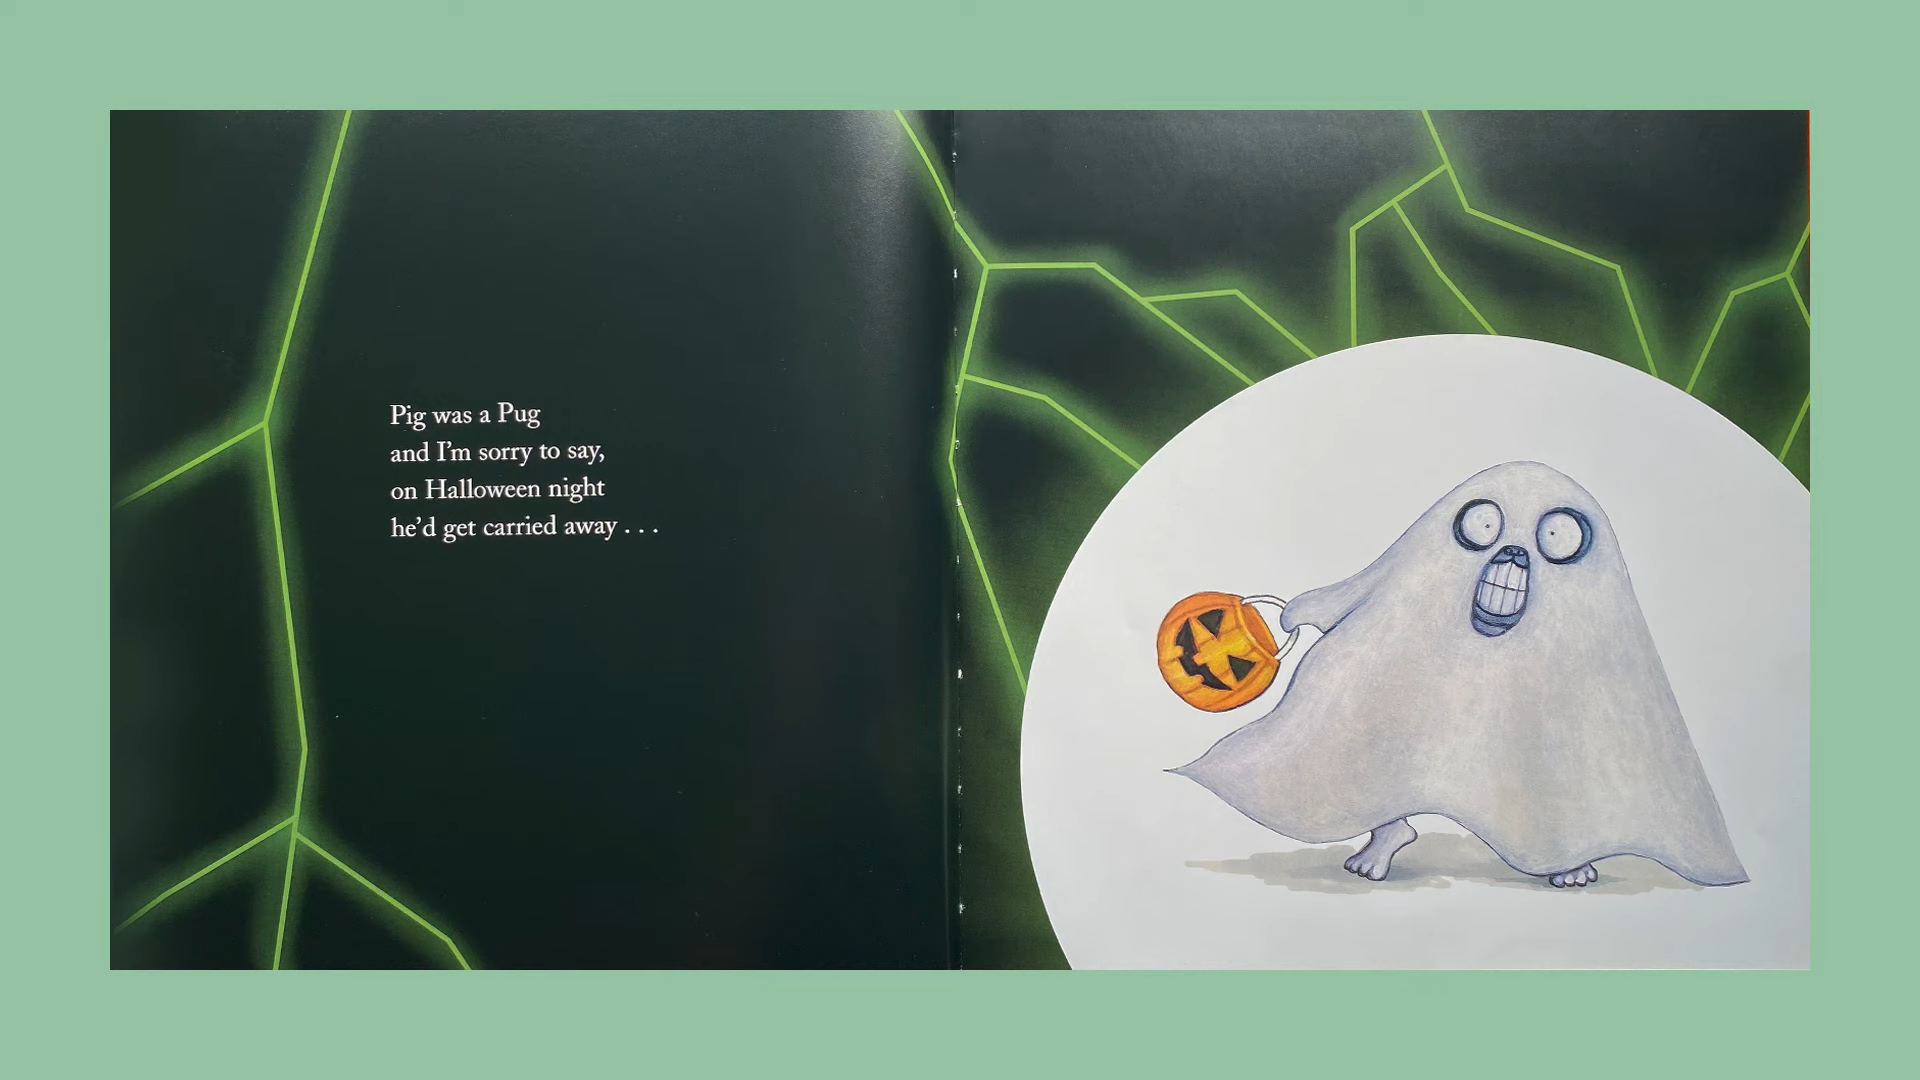 Pig was a Pug
and I'm sorry to say,
on Halloween night
he'd get carried away . . .